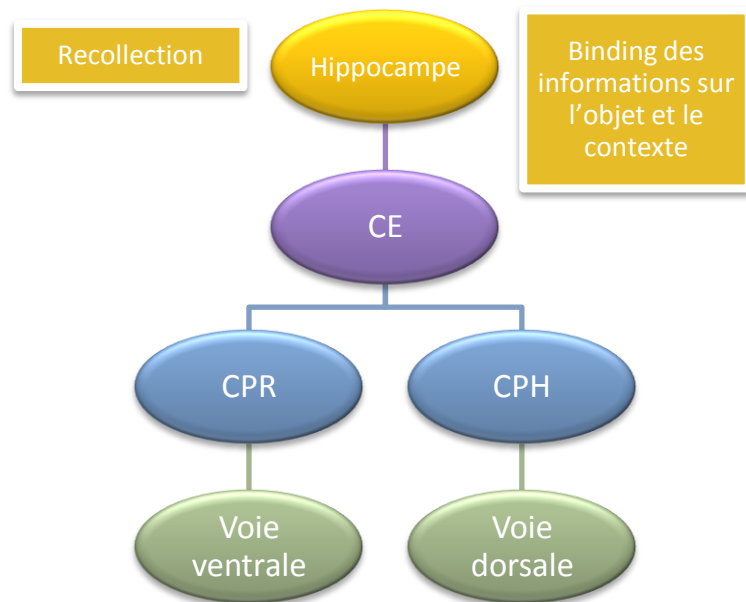 Recollection
Hippocampe
Binding des
informations sur
l'objet et le
contexte
CE
CPR
CPH
Voie
ventrale
Voie
dorsale